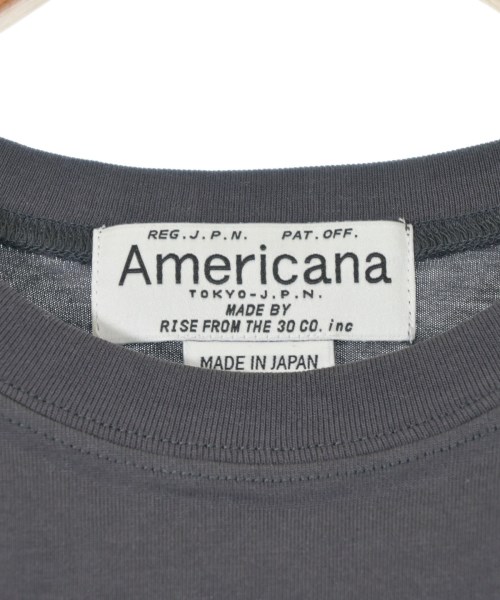 REG.J.P.N. PAT.OFF.
Americana
TOKYO-J.P.N.
MADE BY
RISE FROM THE 30 CO. inc
MADE IN JAPAN